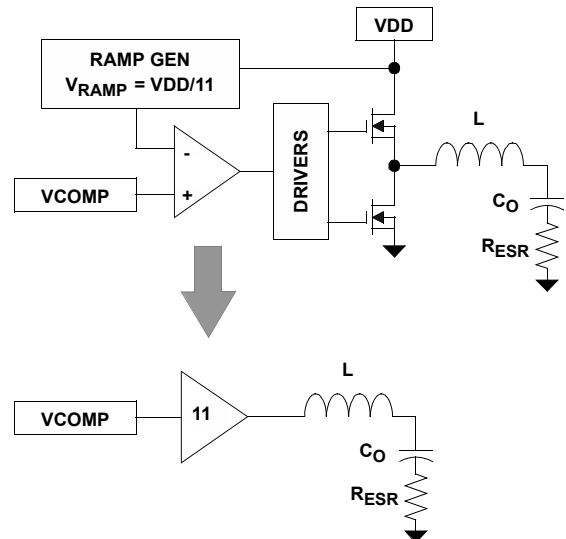 VDD
RAMP GEN
VRAMP = VDD/11
L
-
DRIVERS
VCOMP
+
CO
RESR
L
VCOMP
11
CO
RESR